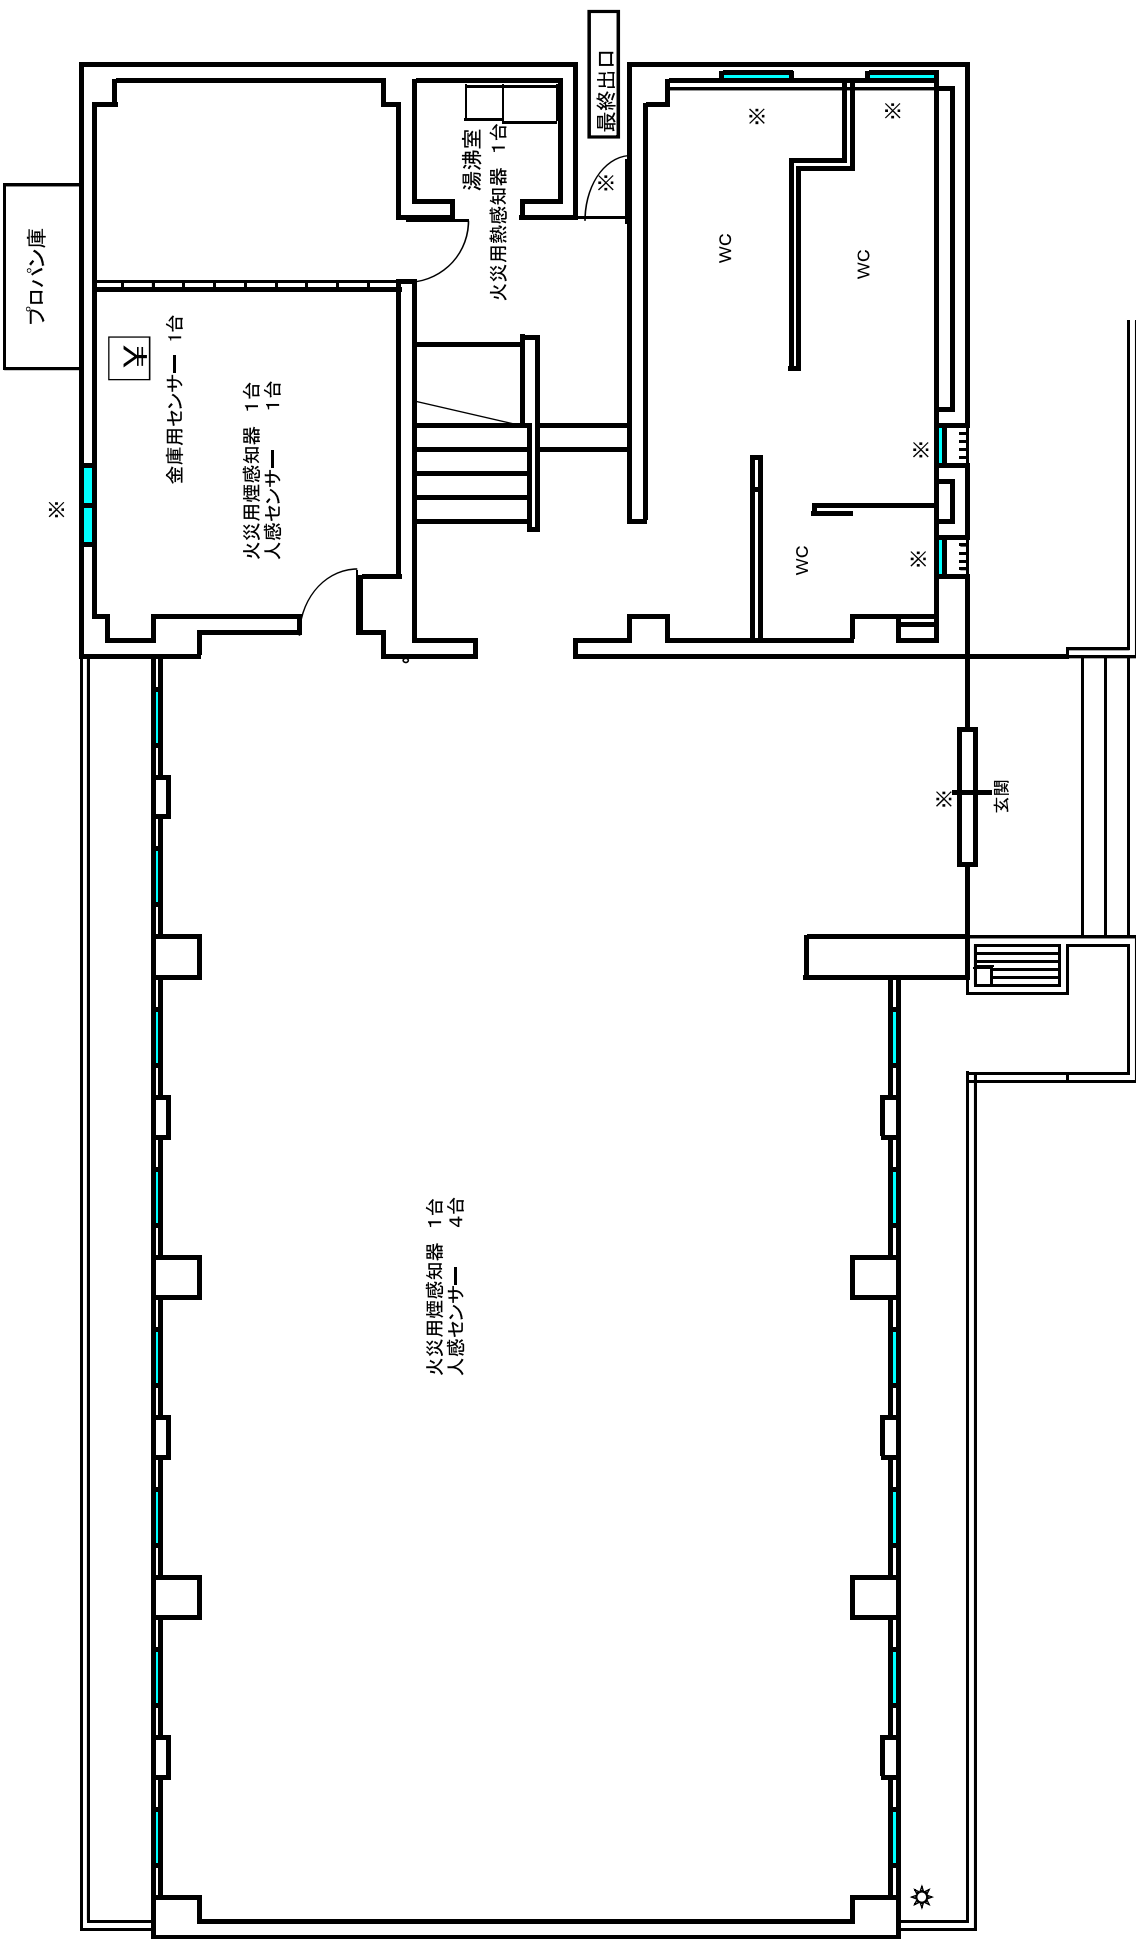 最終出口
※
※
湯沸室
火災用熱感知器 1台
※
プロパン庫
WC
WC
¥
金庫用センサー 1台
火災用煙感知器 1台
人感センサー 1台
※
※
WC
※
※
玄関
火災用煙感知器 1台
人感センサー 4台